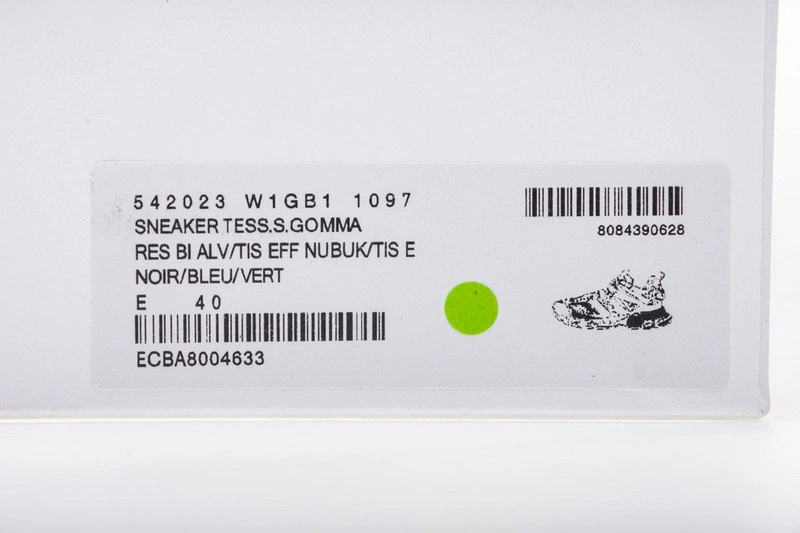 542023 W1GB1 1097
SNEAKER TESS.S.GOMMA
RES BI ALV/TIS EFF NUBUK/TIS E
NOIR/BLEU/VERT
E 40
ECBA8004633
8084390628